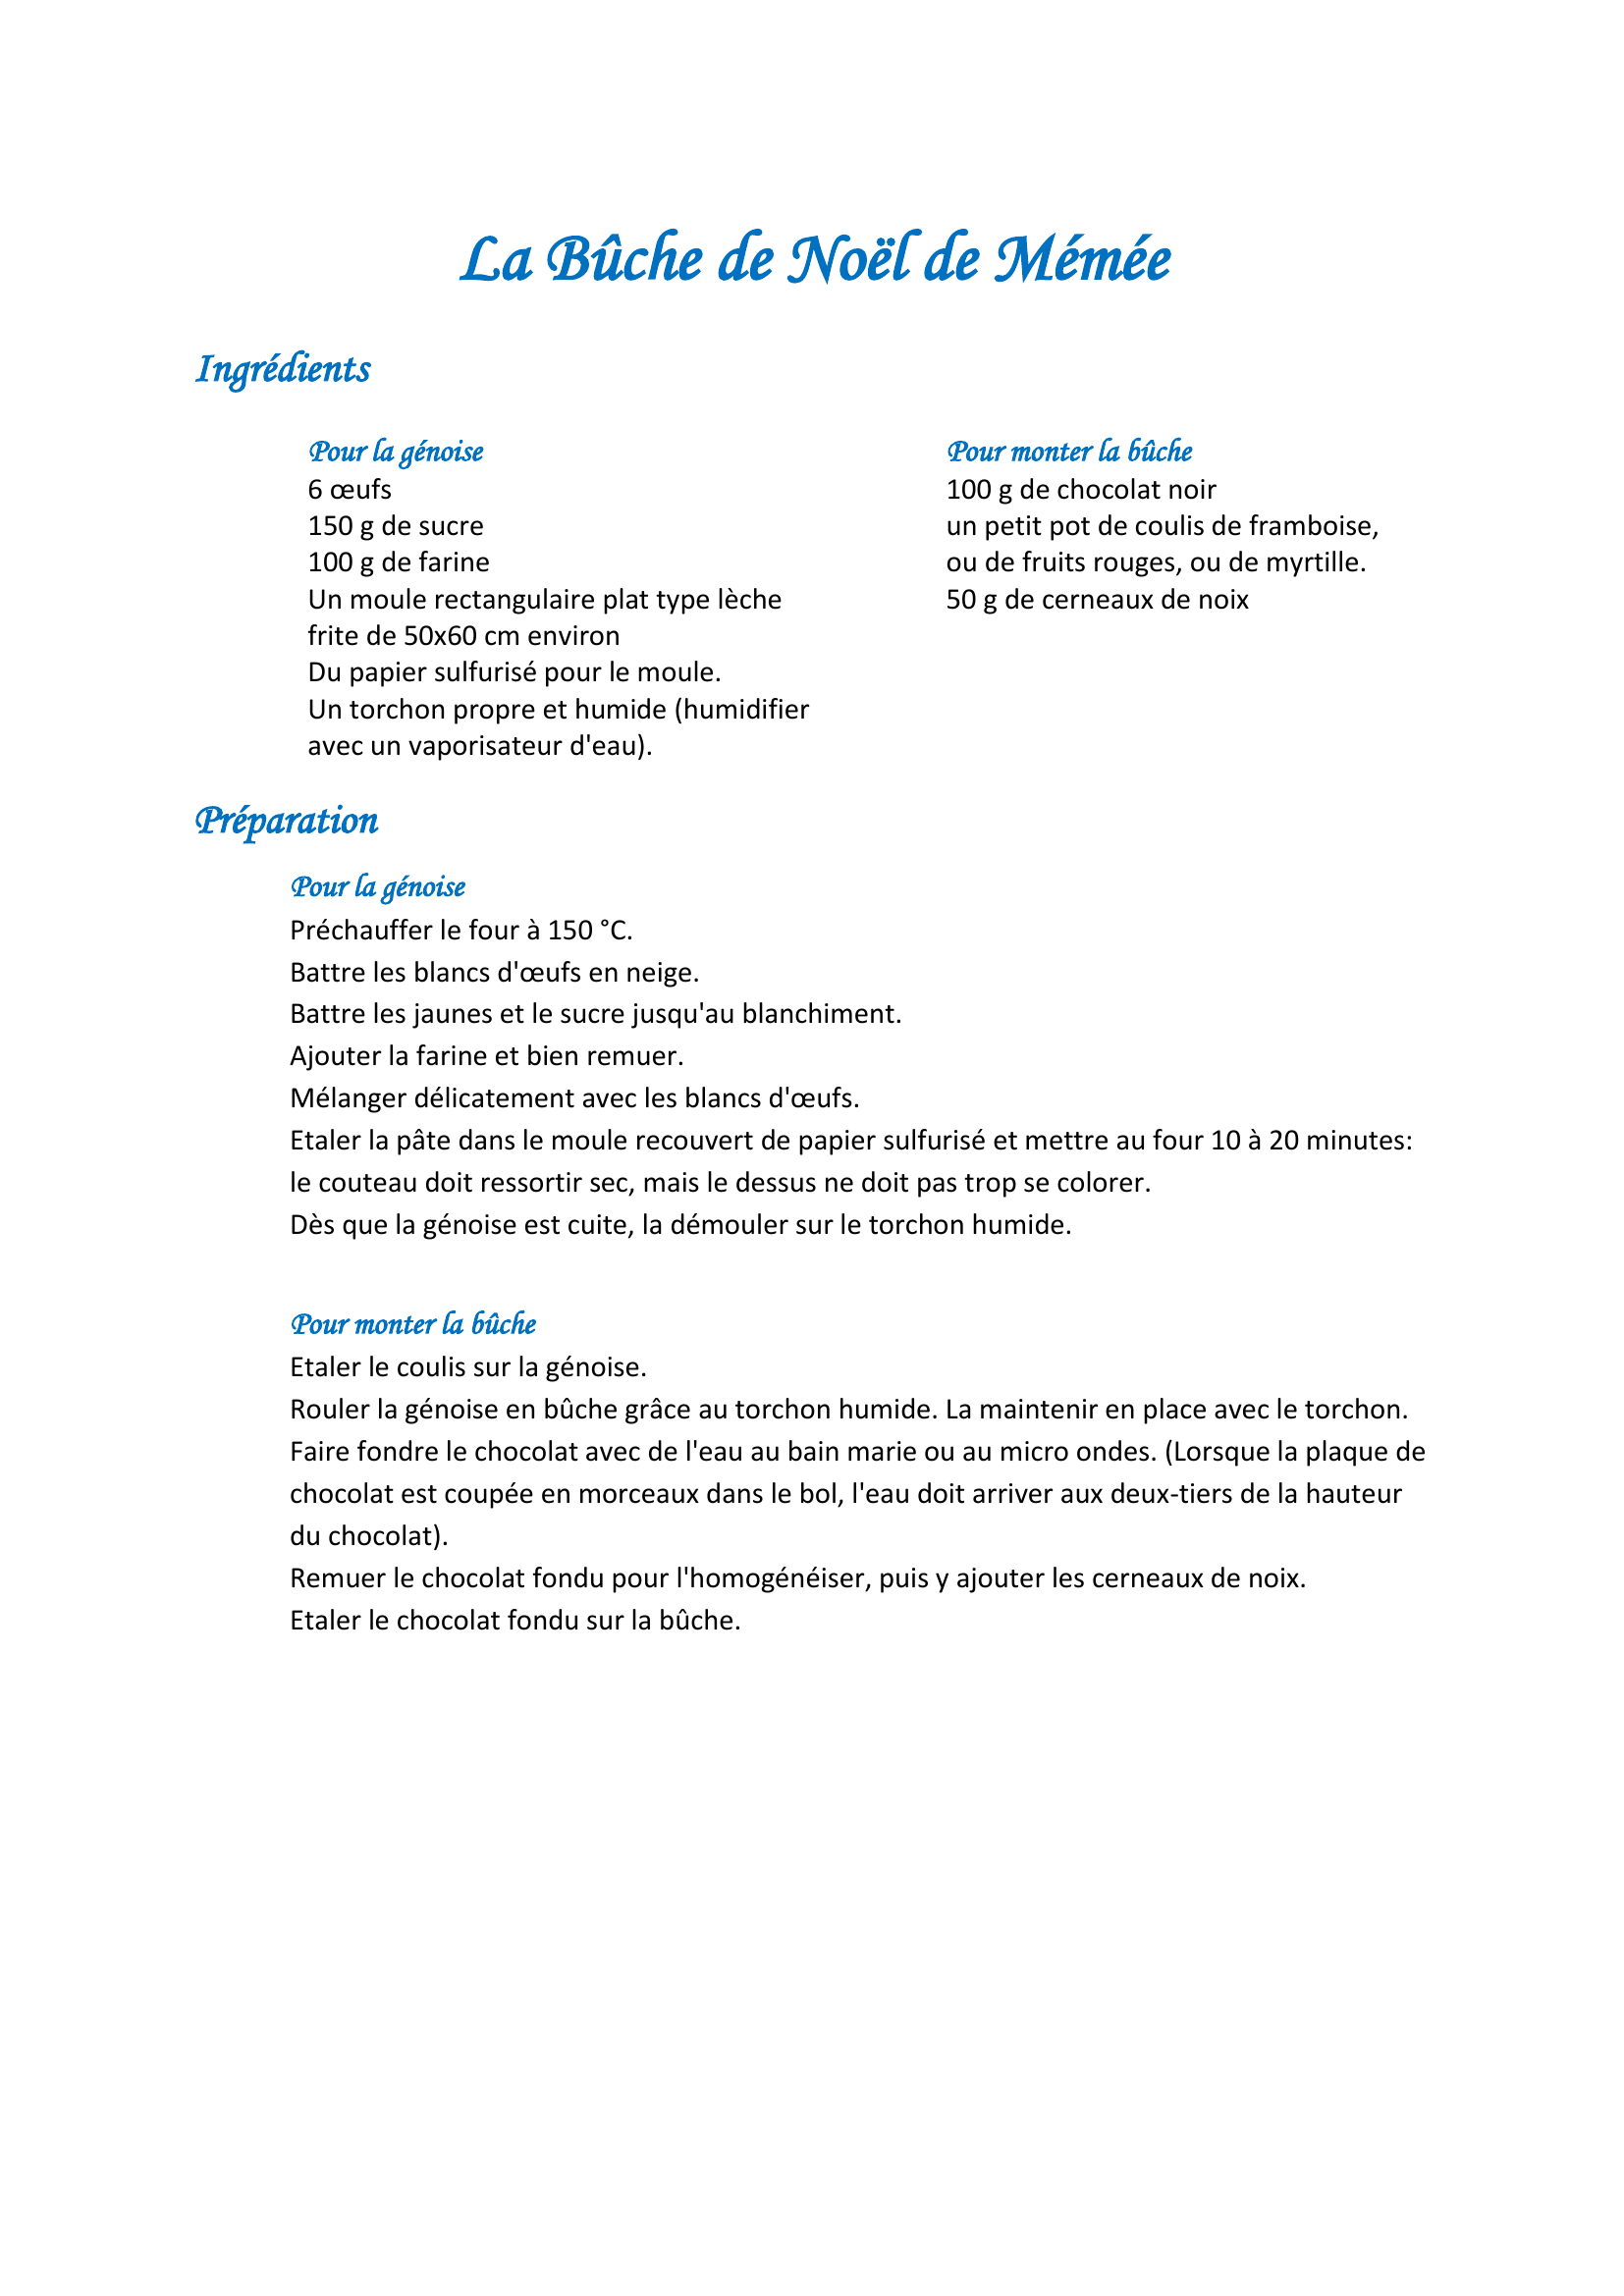 La Bûche de Noël de Mémée
Ingrédients
Pour la génoise
6 œufs
150 g de sucre
100 g de farine
Un moule rectangulaire plat type lèche
frite de 50x60 cm environ
Du papier sulfurisé pour le moule.
Un torchon propre et humide (humidifier
avec un vaporisateur d'eau).
Pour monter la bûche
100 g de chocolat noir
un petit pot de coulis de framboise,
ou de fruits rouges, ou de myrtille.
50 g de cerneaux de noix
Préparation
Pour la génoise
Préchauffer le four à 150 °C.
Battre les blancs d'œufs en neige.
Battre les jaunes et le sucre jusqu'au blanchiment.
Ajouter la farine et bien remuer.
Mélanger délicatement avec les blancs d'œufs.
Etaler la pâte dans le moule recouvert de papier sulfurisé et mettre au four 10 à 20 minutes:
le couteau doit ressortir sec, mais le dessus ne doit pas trop se colorer.
Dès que la génoise est cuite, la démouler sur le torchon humide.
Pour monter la bûche
Etaler le coulis sur la génoise.
Rouler la génoise en bûche grâce au torchon humide. La maintenir en place avec le torchon.
Faire fondre le chocolat avec de l'eau au bain marie ou au micro ondes. (Lorsque la plaque de
chocolat est coupée en morceaux dans le bol, l'eau doit arriver aux deux-tiers de la hauteur
du chocolat).
Remuer le chocolat fondu pour l'homogénéiser, puis y ajouter les cerneaux de noix.
Etaler le chocolat fondu sur la bûche.